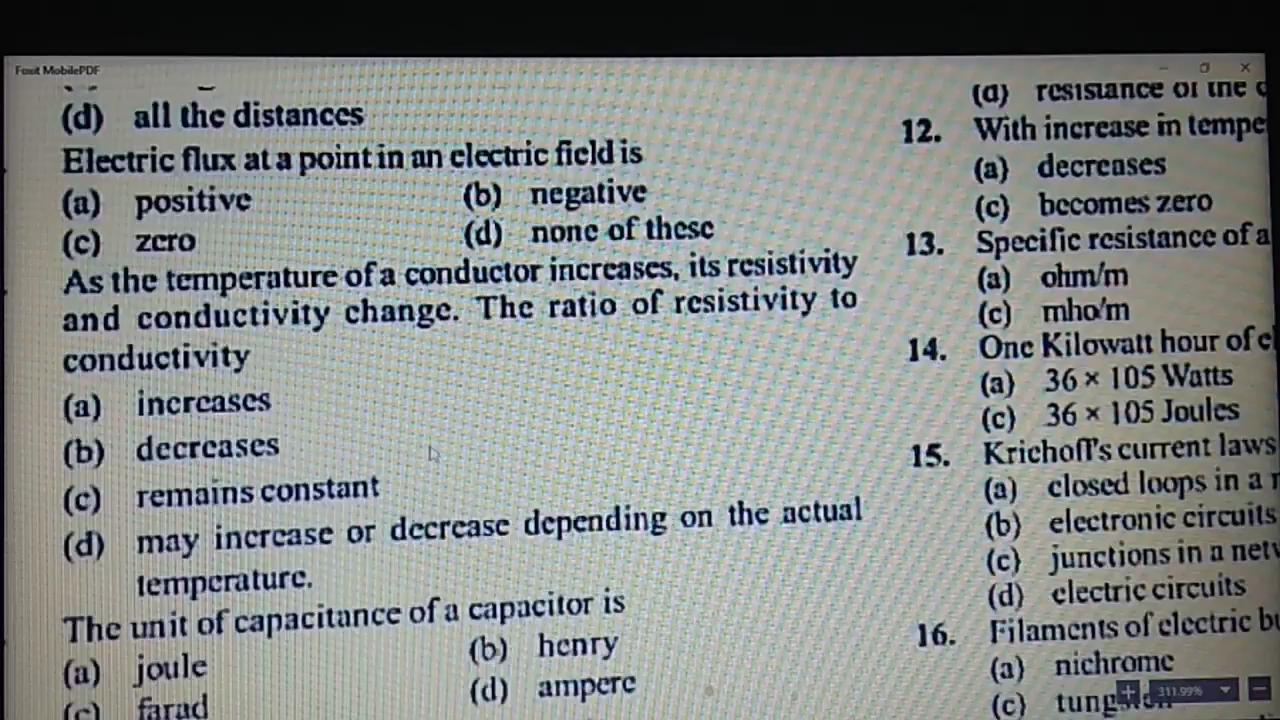 Foxit MobilePDF
(d) all the distances
Electric flux at a point in an electric field is
(a) positive
(b) negative
(c) zero
(d) none of these
As the temperature of a conductor increases, its resistivity
and conductivity change. The ratio of resistivity to
conductivity
(a) increases
(b) decreases
(c) remains constant
(d) may increase or decrease depending on the actual
temperature.
The unit of capacitance of a capacitor is
(a) joule
(b) henry
(c) farad
(d) ampere
(d) resistance of the
12. With increase in
(a) decreases
(c) becomes zero
13. Specific resistance of a
(a) ohm/m
(c) mho/m
14. One Kilowatt hour of
(a) 36 × 105 Watts
(c) 36 × 105 Joules
15. Krichoff's current laws
(a) closed loops in a
(b) electronic circuits
(c) junctions in a
(d) electric circuits
16. Filaments of electric
(a) nichrome
(c)
311.99%